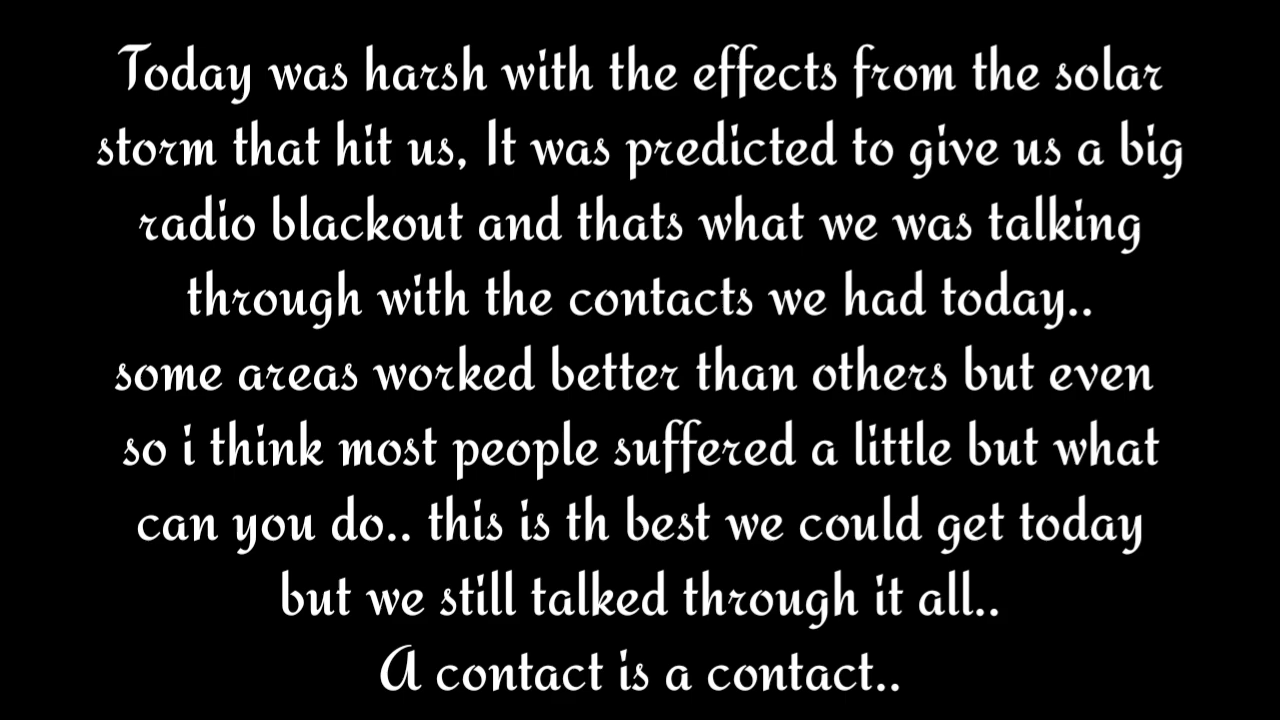 Today was harsh with the effects from the solar
storm that hit us, It was predicted to give us a big
radio blackout and thats what we was talking
through with the contacts we had today..
some areas worked better than others but even
so i think most people suffered a little but what
can you do.. this is th best we could get today
but we still talked through it all..
A contact is a contact..